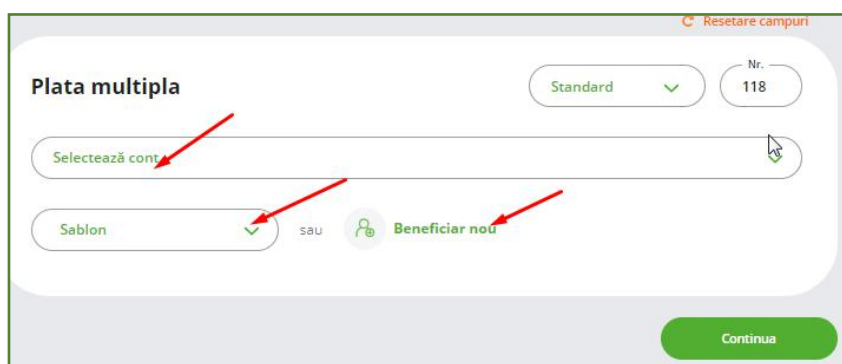 Resetare campuri
Plata multipla
Standard
Nr.
118
Selectează cont
Sablon
sau
Beneficiar nou
Continua